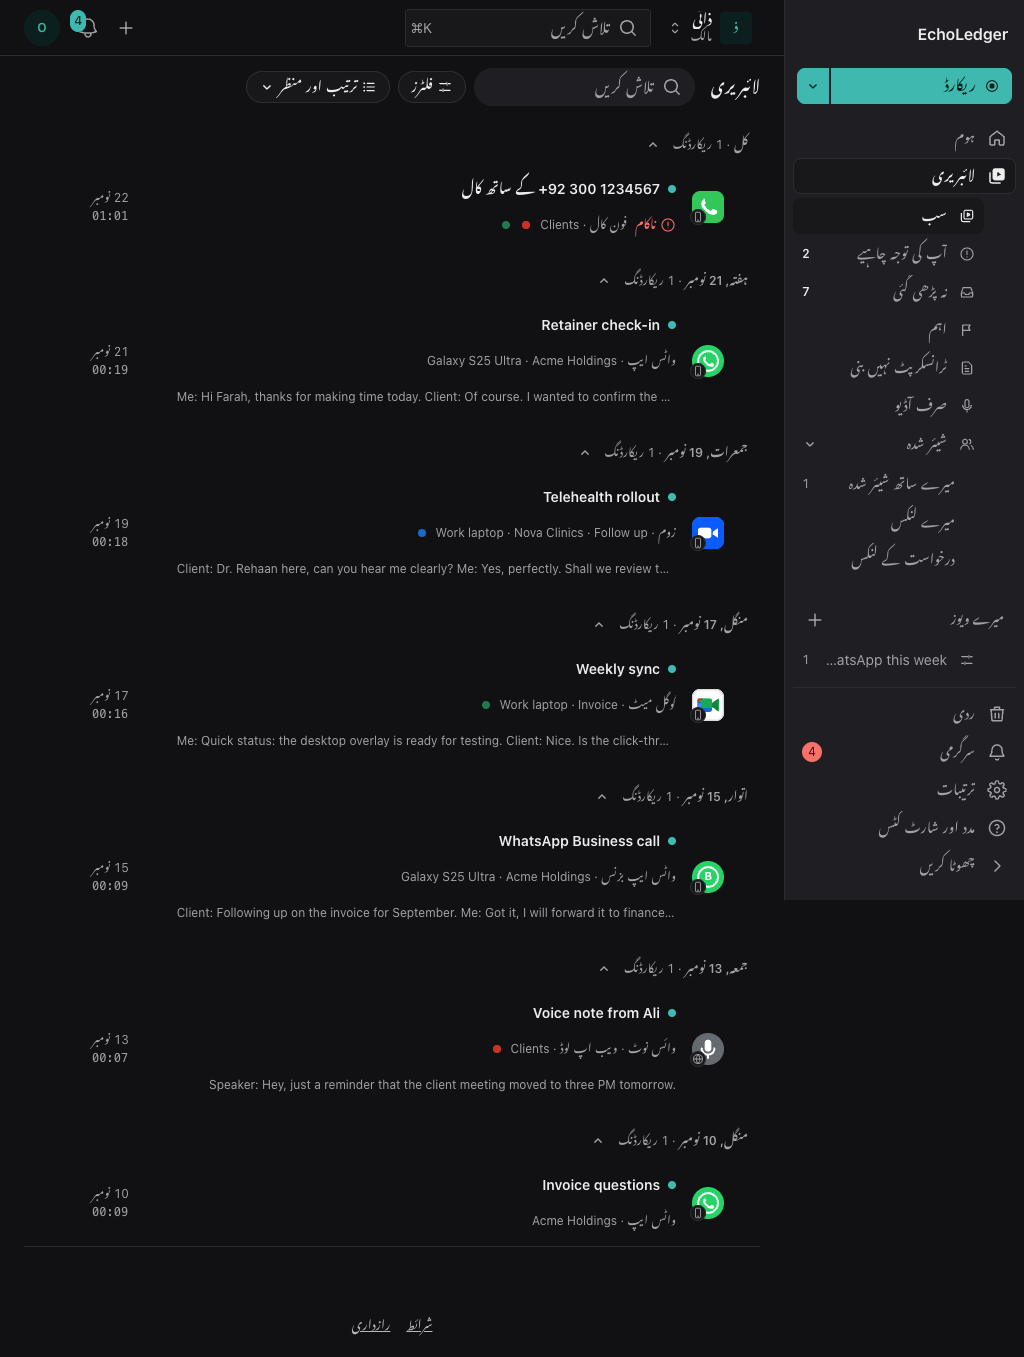 EchoLedger
ریکارڈ
ہوم
لائبریری
سب
آپ کی توجہ چاہیے 2
نہ پڑھی گئی 7
اہم
ٹرانسکرپٹ نہیں بنی
صرف آڈیو
شیئر شدہ
میرے ساتھ شیئر شدہ 1
میرے لنکس
درخواست کے لنکس
میرے ویوز
...atsApp this week 1
ردی
سرگرمی 4
ترتیبات
مدد اور شارٹ کٹس
چھوٹا کریں
ذ
ذاتی
مالک
تلاش کریں ⌘K
4
O
لائبریری
تلاش کریں
فلٹرز
ترتیب اور منظر
کل · 1 ریکارڈنگ
+92 300 1234567 کے ساتھ کال
ناکام فون کال · Clients
22 نومبر
01:01
ہفتہ, 21 نومبر · 1 ریکارڈنگ
Retainer check-in
واٹس ایپ · Galaxy S25 Ultra · Acme Holdings
Me: Hi Farah, thanks for making time today. Client: Of course. I wanted to confirm the ...
21 نومبر
00:19
جمعرات, 19 نومبر · 1 ریکارڈنگ
Telehealth rollout
زوم · Work laptop · Nova Clinics · Follow up
Client: Dr. Rehaan here, can you hear me clearly? Me: Yes, perfectly. Shall we review t...
19 نومبر
00:18
منگل, 17 نومبر · 1 ریکارڈنگ
Weekly sync
گوگل میٹ · Work laptop · Invoice
Me: Quick status: the desktop overlay is ready for testing. Client: Nice. Is the click-thr...
17 نومبر
00:16
اتوار, 15 نومبر · 1 ریکارڈنگ
WhatsApp Business call
واٹس ایپ بزنس · Galaxy S25 Ultra · Acme Holdings
Client: Following up on the invoice for September. Me: Got it, I will forward it to finance...
15 نومبر
00:09
جمعہ, 13 نومبر · 1 ریکارڈنگ
Voice note from Ali
وائس نوٹ · ویب اپ لوڈ · Clients
Speaker: Hey, just a reminder that the client meeting moved to three PM tomorrow.
13 نومبر
00:07
منگل, 10 نومبر · 1 ریکارڈنگ
Invoice questions
واٹس ایپ · Acme Holdings
10 نومبر
00:09
شرائط رازداری